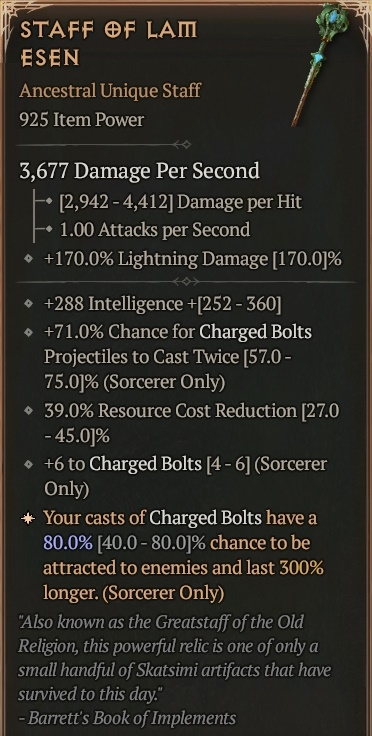 STAFF OF LAM
ESEN
Ancestral Unique Staff
925 Item Power
3,677 Damage Per Second
[2,942 - 4,412] Damage per Hit
1.00 Attacks per Second
+170.0% Lightning Damage [170.0]%
+288 Intelligence +[252 - 360]
+71.0% Chance for Charged Bolts
Projectiles to Cast Twice [57.0 -
75.0]% (Sorcerer Only)
39.0% Resource Cost Reduction [27.0
- 45.0]%
+6 to Charged Bolts [4 - 6] (Sorcerer
Only)
Your casts of Charged Bolts have a
80.0% [40.0 - 80.0]% chance to be
attracted to enemies and last 300%
longer. (Sorcerer Only)
"Also known as the Greatstaff of the Old
Religion, this powerful relic is one of only a
small handful of Skatsimi artifacts that have
survived to this day."
- Barrett's Book of Implements